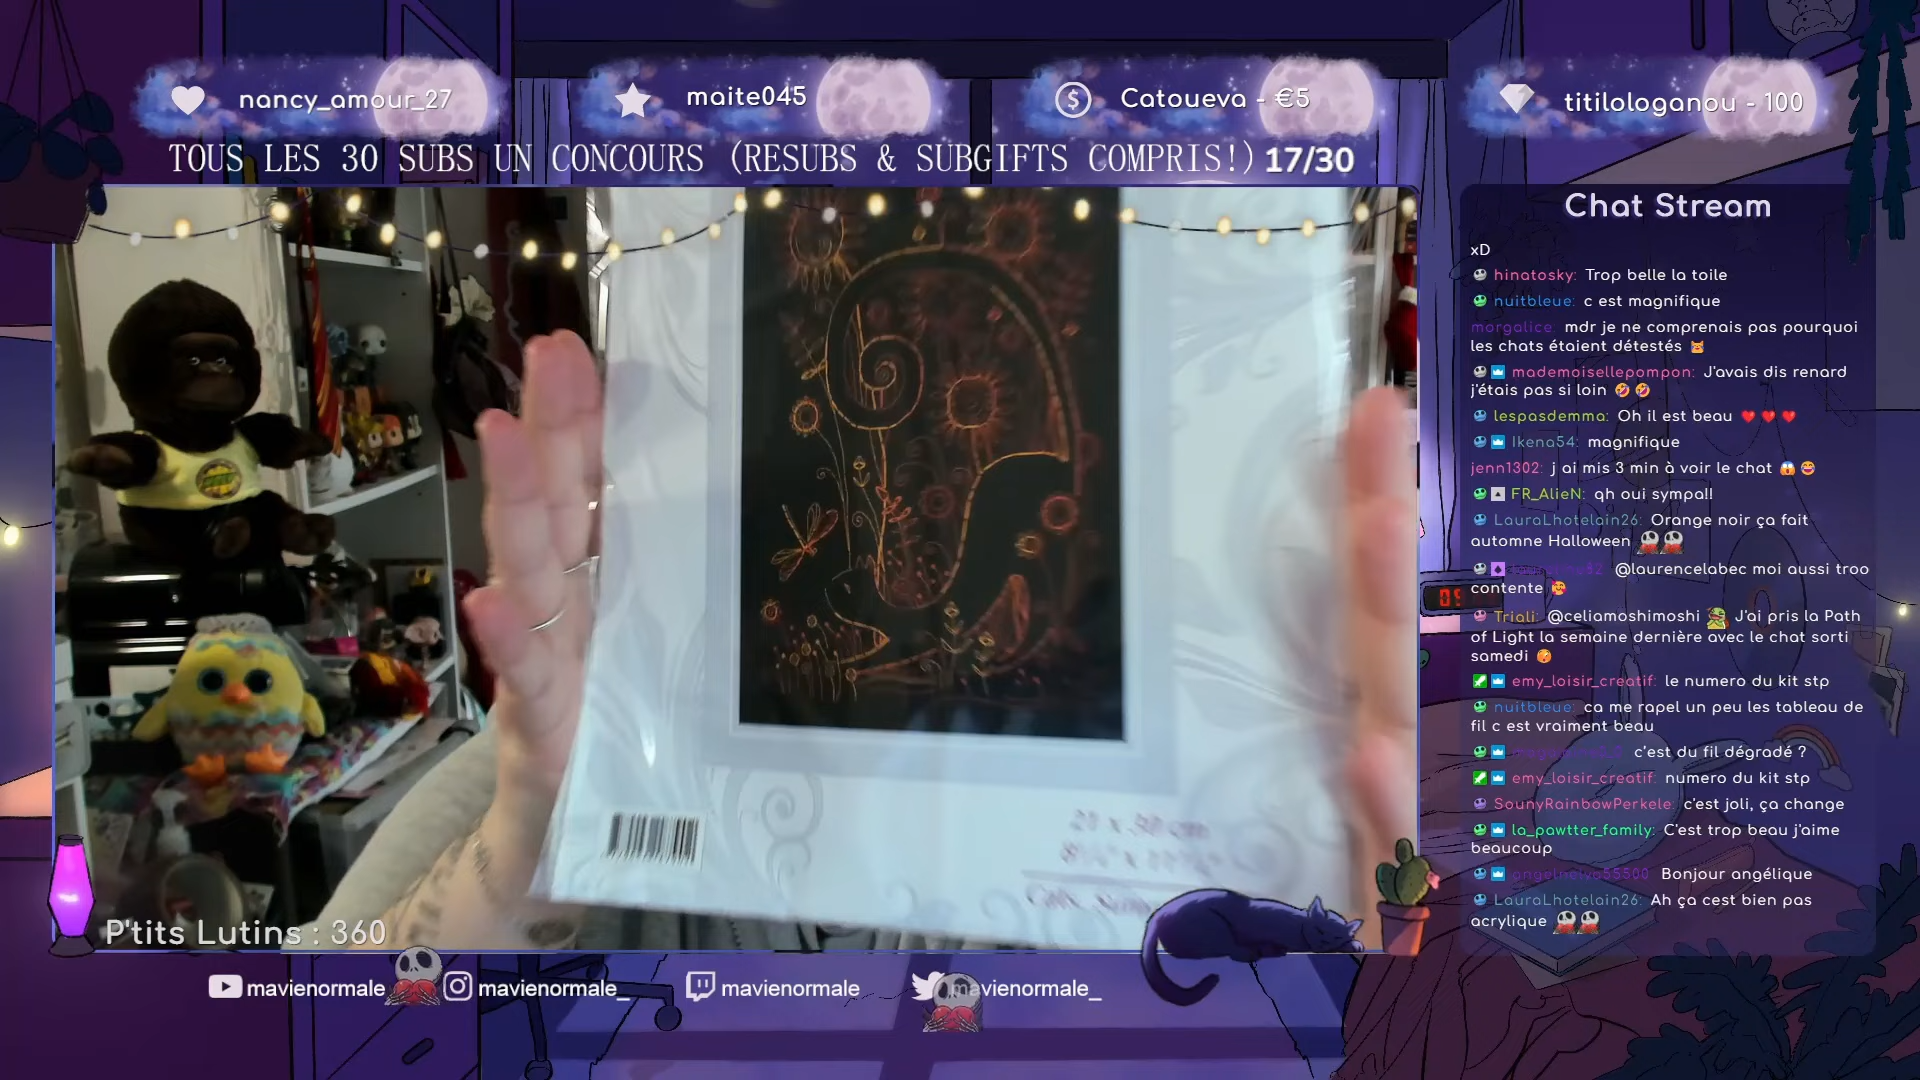 nancy_amour_27
maite045
Catoueva - €5
titilologanou - 100
TOUS LES 30 SUBS UN CONCOURS (RESUBS & SUBGIFTS COMPRIS!) 17/30
Chat Stream
xD
hinatosky: Trop belle la toile
nuitbleue: c est magnifique
morgalice: mdr je ne comprenais pas pourquoi
les chats étaient détestés
mademoisellepompon: J'avais dis renard
j'étais pas si loin
lespasdemma: Oh il est beau
Ikena54: magnifique
jenn1302: j ai mis 3 min à voir le chat
FR_AlieN: qh oui sympa!!
LauraLhotelain26: Orange noir ça fait
automne Halloween
@laurencelabec moi aussi troo
contente
Triali: @celiamoshimoshi J'ai pris la Path
of Light la semaine dernière avec le chat sorti
samedi
emy_loisir_creatif: le numero du kit stp
nuitbleue: ca me rapel un peu les tableau de
fil c est vraiment beau
c'est du fil dégradé ?
emy_loisir_creatif: numero du kit stp
SounyRainbowPerkele: c'est joli, ça change
la_pawtter_family: C'est trop beau j'aime
beaucoup
Bonjour angélique
LauraLhotelain26: Ah ça cest bien pas
acrylique
P'tits Lutins : 360
mavienormale
mavienormale_
mavienormale
mavienormale_